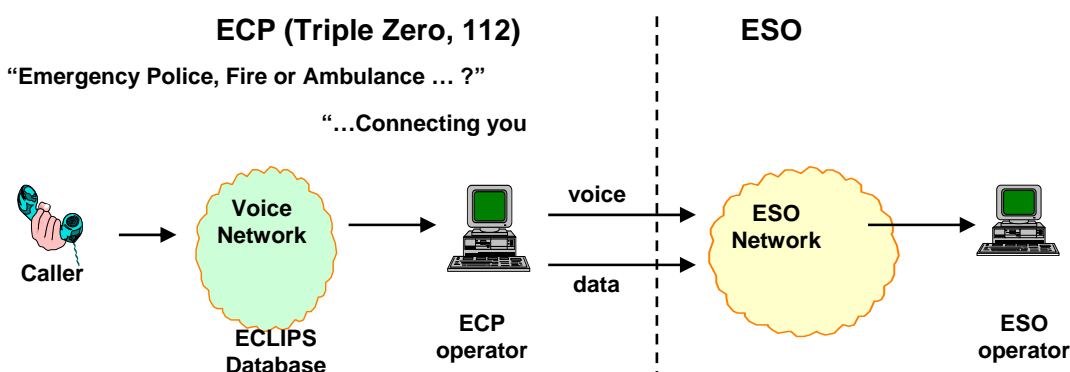 ECP (Triple Zero, 112)
ESO
“Emergency Police, Fire or Ambulance … ?”
“…Connecting you
Caller
Voice
Network
ECLIPS
Database
ECP
operator
voice
data
ESO
Network
ESO
operator